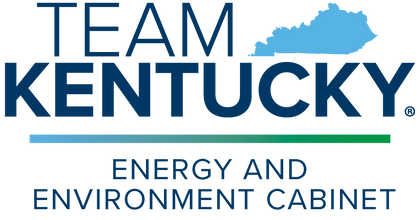 TEAM
KENTUCKY®
ENERGY AND
ENVIRONMENT CABINET